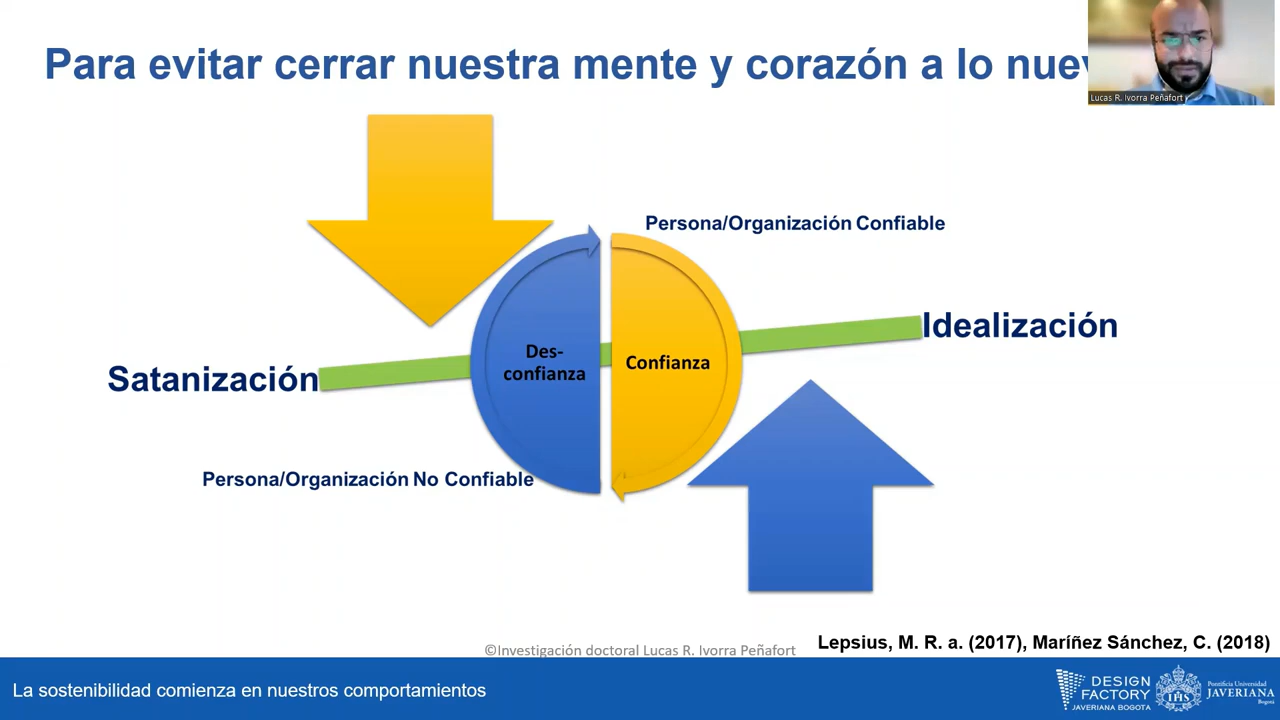 Para evitar cerrar nuestra mente y corazón a lo
Lucas R. Ivorra Peñafort
Persona/Organización Confiable
Idealización
Des-
confianza
Confianza
Satanización
Persona/Organización No Confiable
Lepsius, M. R. a. (2017), Maríñez Sánchez, C. (2018)
©Investigación doctoral Lucas R. Ivorra Peñafort
La sostenibilidad comienza en nuestros comportamientos
DESIGN
FACTORY
JAVERIANA BOGOTA
IHS
Pontificia Universidad
JAVERIANA
Bogotá